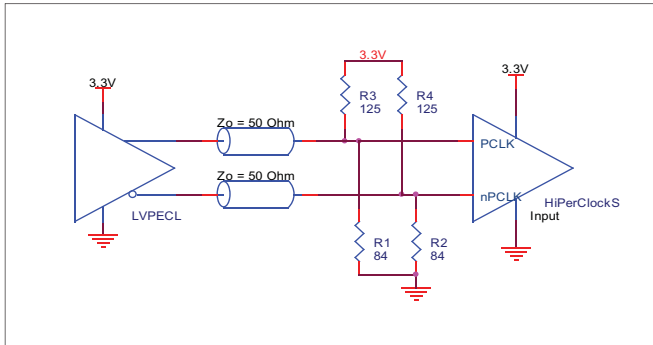 3.3V
3.3V
3.3V
R3
125
R4
125
Zo = 50 Ohm
PCLK
Zo = 50 Ohm
nPCLK
HiPerClockS
Input
LVPECL
R1
84
R2
84